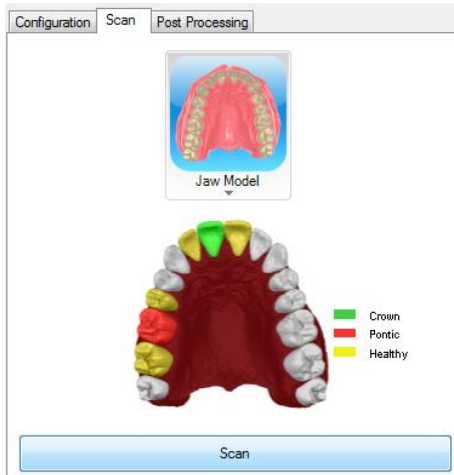 Configuration Scan Post Processing
Jaw Model
Crown
Pontic
Healthy
Scan